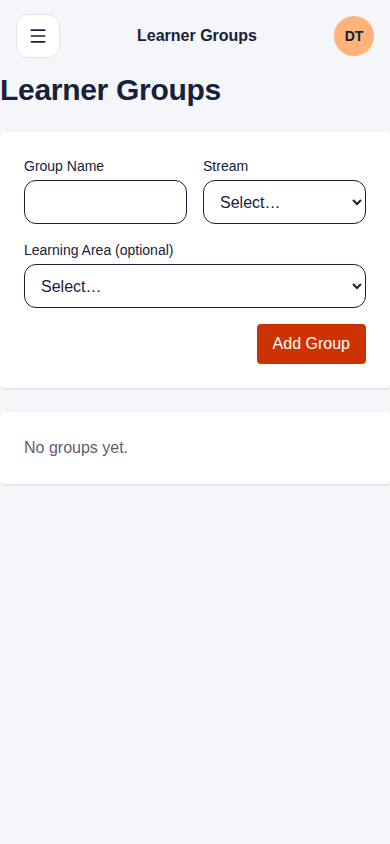 Learner Groups
DT
Learner Groups
Group Name
Stream
Select…
Learning Area (optional)
Select…
Add Group
No groups yet.